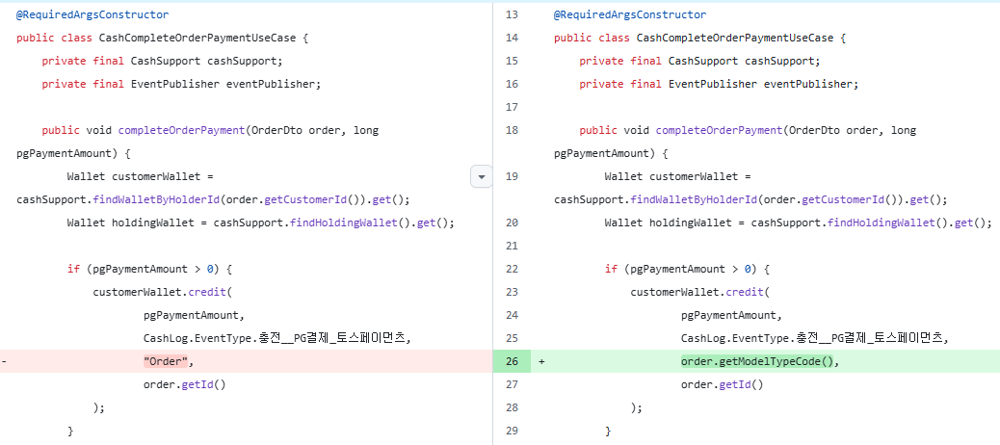 @RequiredArgsConstructor
public class CashCompleteOrderPaymentUseCase {
private final CashSupport cashSupport;
private final EventPublisher eventPublisher;
public void completeOrderPayment(OrderDto order, long
pgPaymentAmount) {
Wallet customerWallet =
cashSupport.findWalletByHolderId(order.getCustomerId()).get();
Wallet holdingWallet = cashSupport.findHoldingWallet().get();
if (pgPaymentAmount > 0) {
customerWallet.credit(
pgPaymentAmount,
CashLog.EventType.충전__PG결제_토스페이먼츠,
- "Order",
order.getId()
);
}
13 @RequiredArgsConstructor
14 public class CashCompleteOrderPaymentUseCase {
15 private final CashSupport cashSupport;
16 private final EventPublisher eventPublisher;
17
18 public void completeOrderPayment(OrderDto order, long
pgPaymentAmount) {
19 Wallet customerWallet =
cashSupport.findWalletByHolderId(order.getCustomerId()).get();
20 Wallet holdingWallet = cashSupport.findHoldingWallet().get();
21
22 if (pgPaymentAmount > 0) {
23 customerWallet.credit(
24 pgPaymentAmount,
25 CashLog.EventType.충전__PG결제_토스페이먼츠,
26 + order.getModelTypeCode(),
27 order.getId()
28 );
29 }